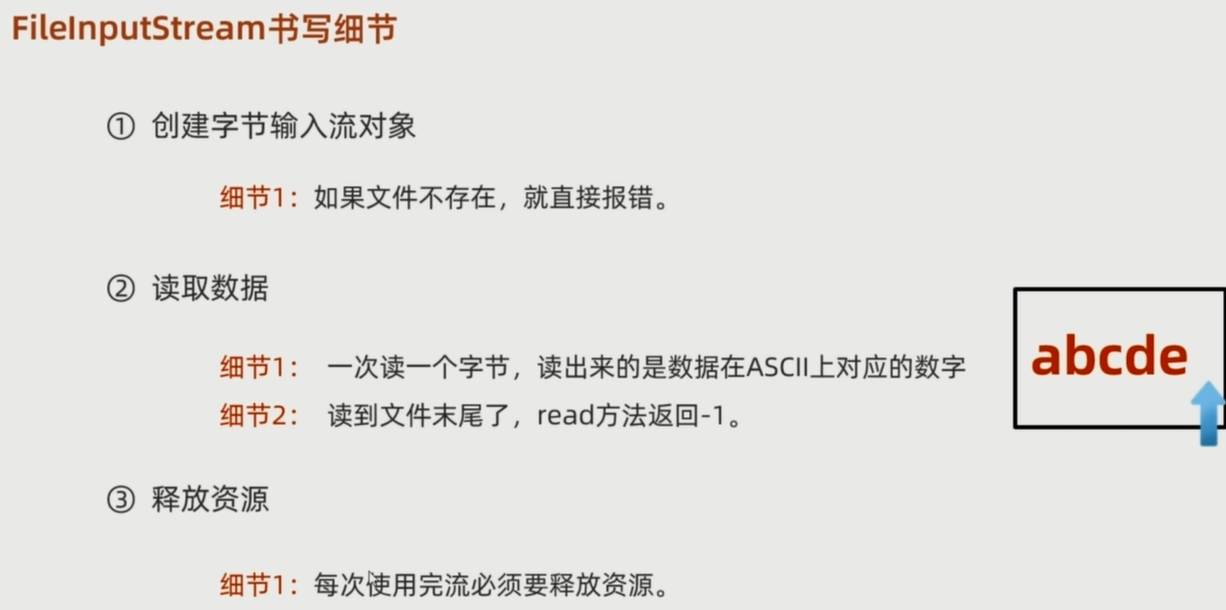 FileInputStream书写细节
① 创建字节输入流对象
细节1：如果文件不存在，就直接报错。
② 读取数据
细节1： 一次读一个字节，读出来的是数据在ASCII上对应的数字
细节2： 读到文件末尾了，read方法返回-1。
abcde
③ 释放资源
细节1：每次使用完流必须要释放资源。